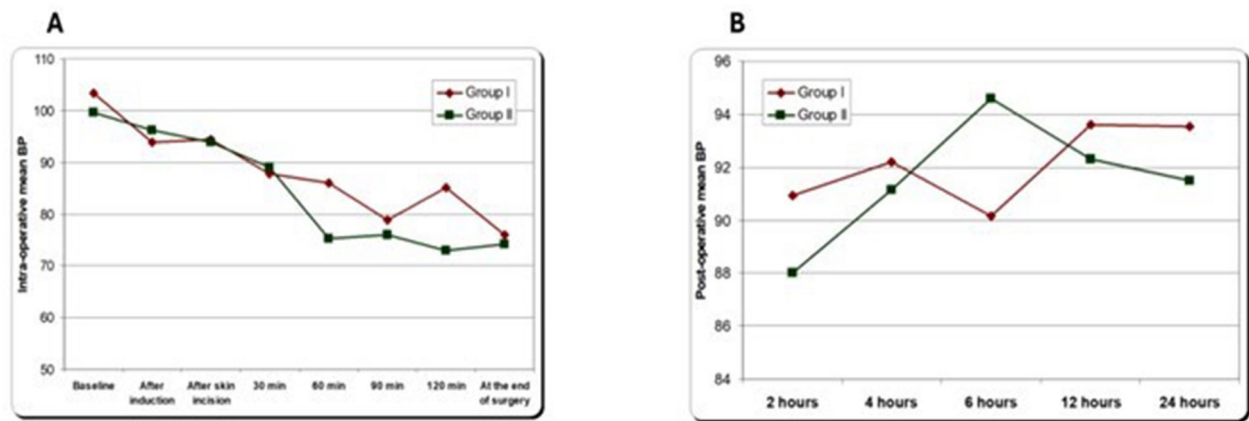 A
Intra-operative mean BP
110
100
90
80
70
60
50
Group I
Group II
Baseline
After
induction
After skin
incision
30 min
60 min
90 min
120 min
At the end
of surgery
B
Post-operative mean BP
96
94
92
90
88
86
84
Group I
Group II
2 hours
4 hours
6 hours
12 hours
24 hours